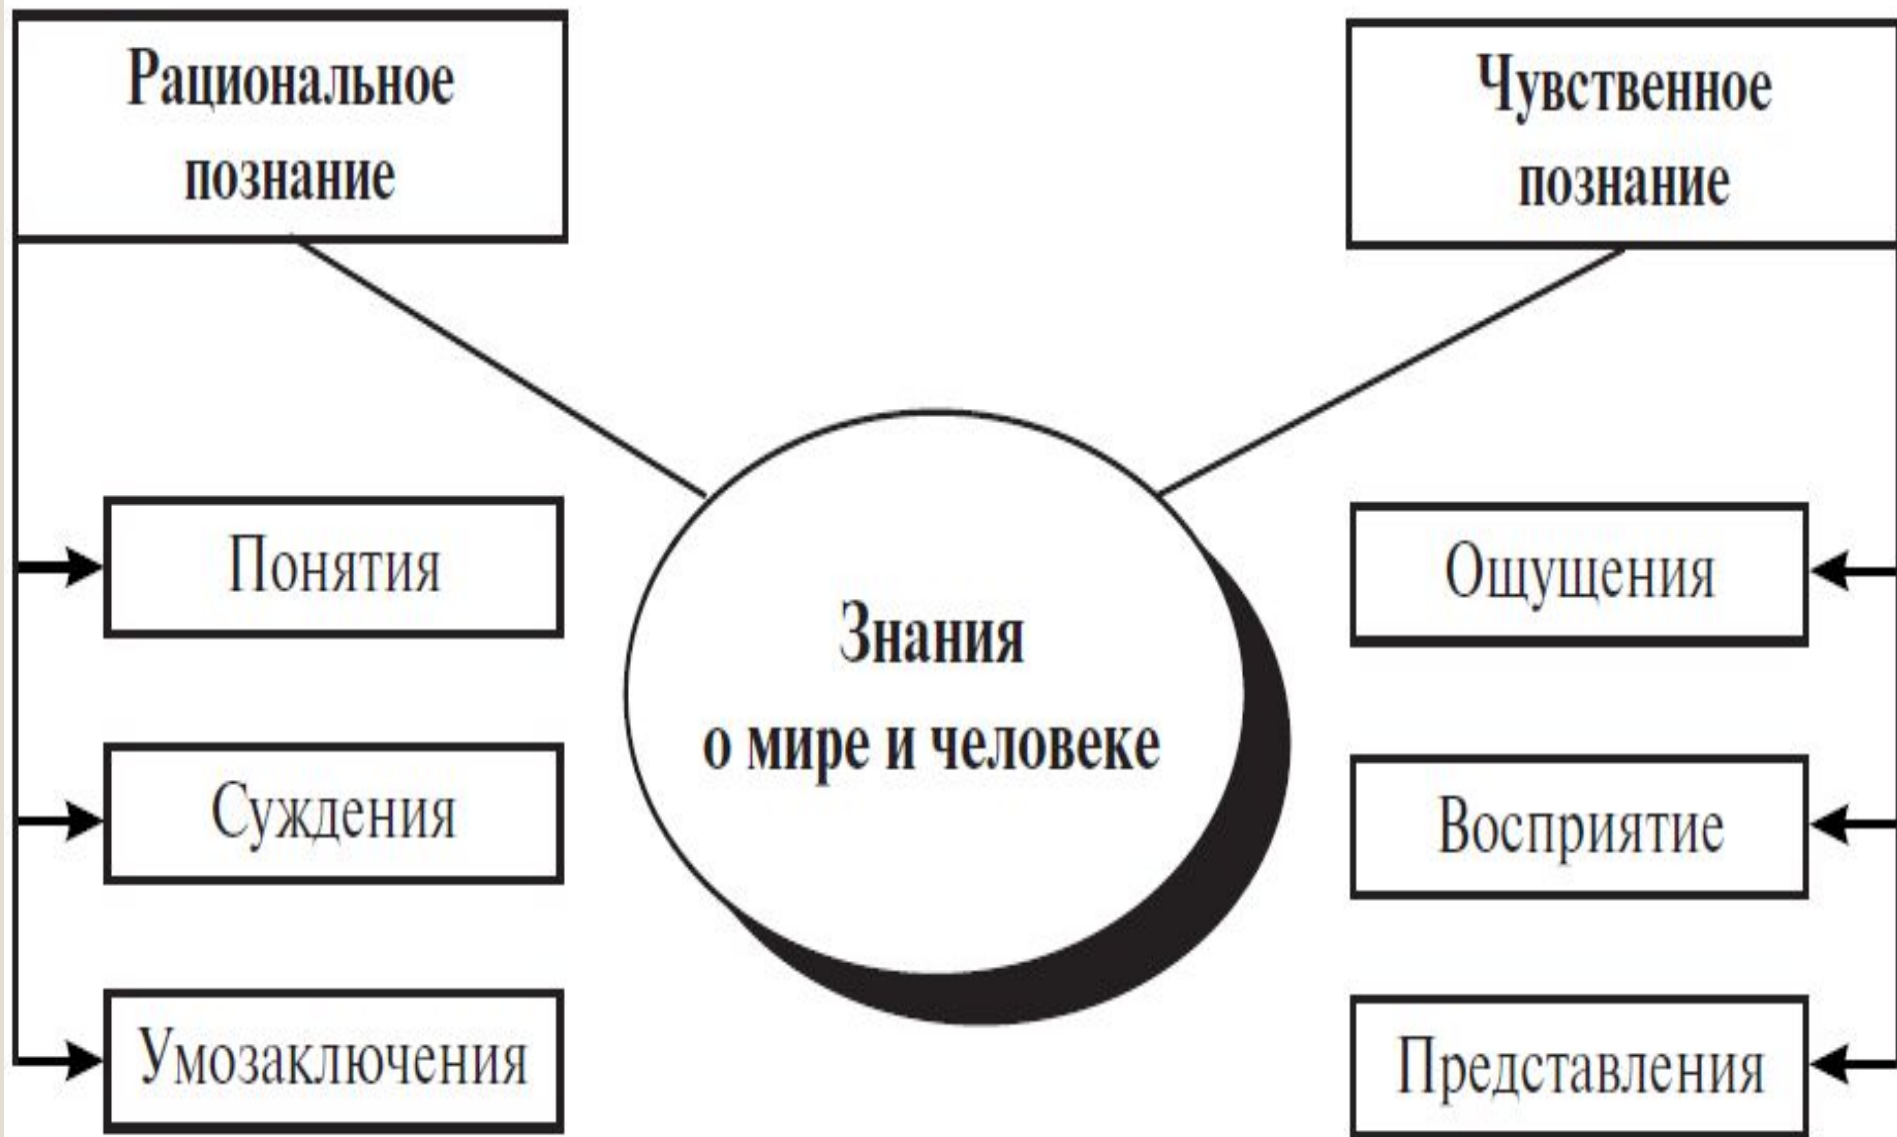 Рациональное
познание
Чувственное
познание
Понятия
Суждения
Умозаключения
Знания
о мире и человеке
Ощущения
Восприятие
Представления